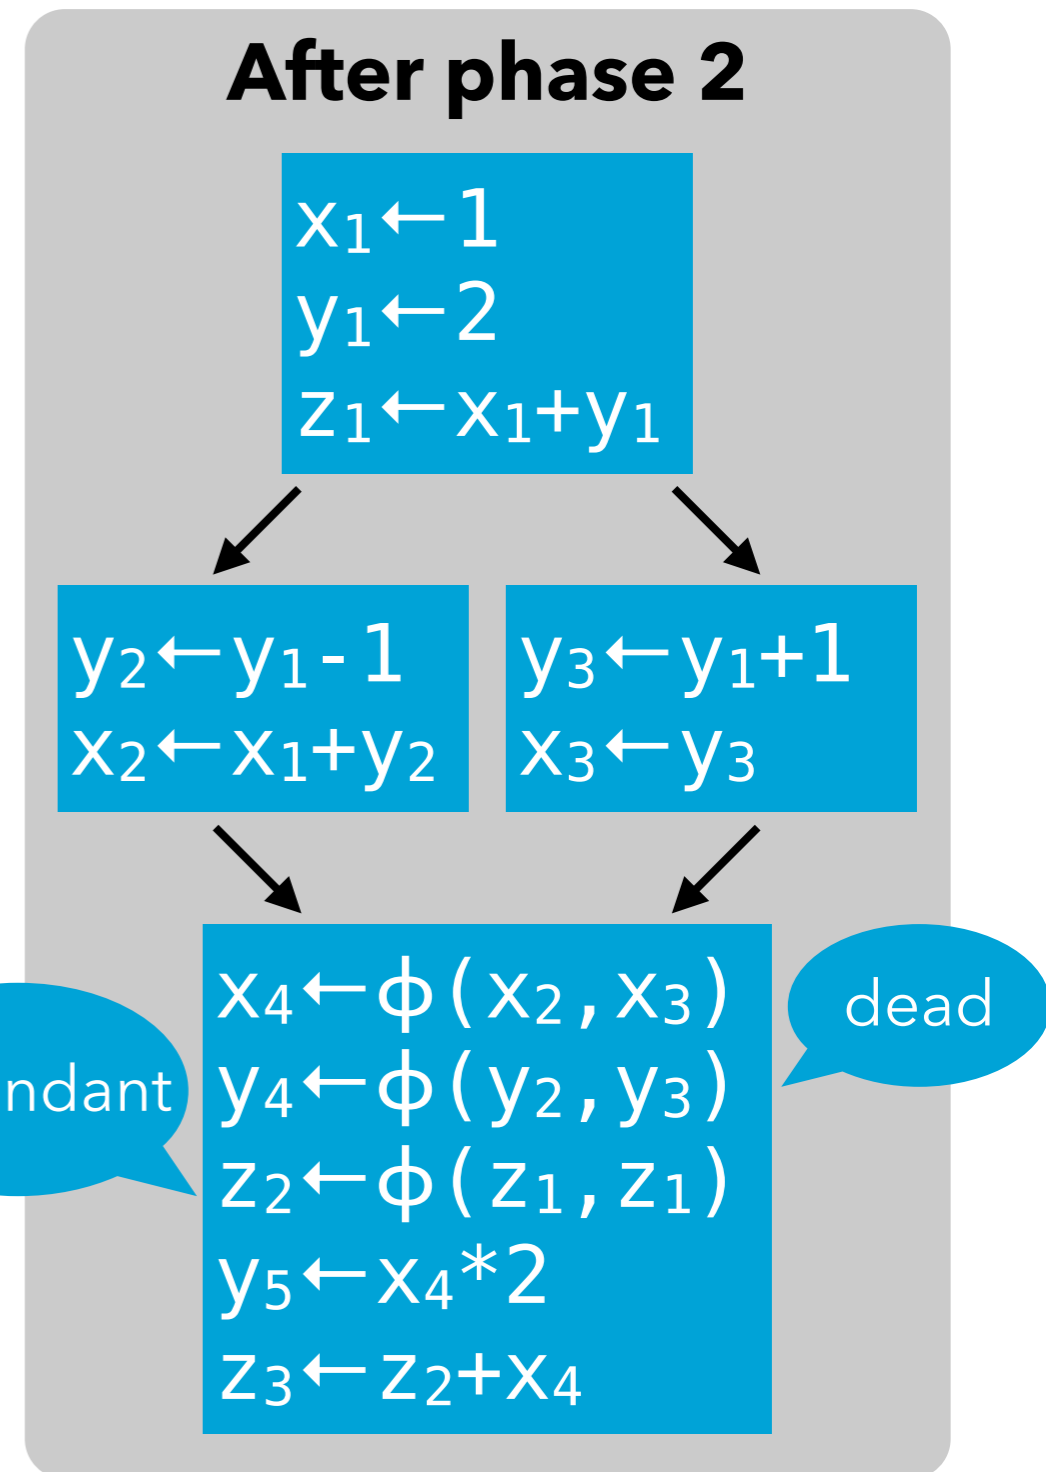 After phase 2
x₁←1
y₁←2
z₁←x₁+y₁
y₂←y₁-1
x₂←x₁+y₂
y₃←y₁+1
x₃←y₃
x₄←ϕ(x₂,x₃)
y₄←ϕ(y₂,y₃)
z₂←ϕ(z₁,z₁)
y₅←x₄*2
z₃←z₂+x₄
dead
ndant